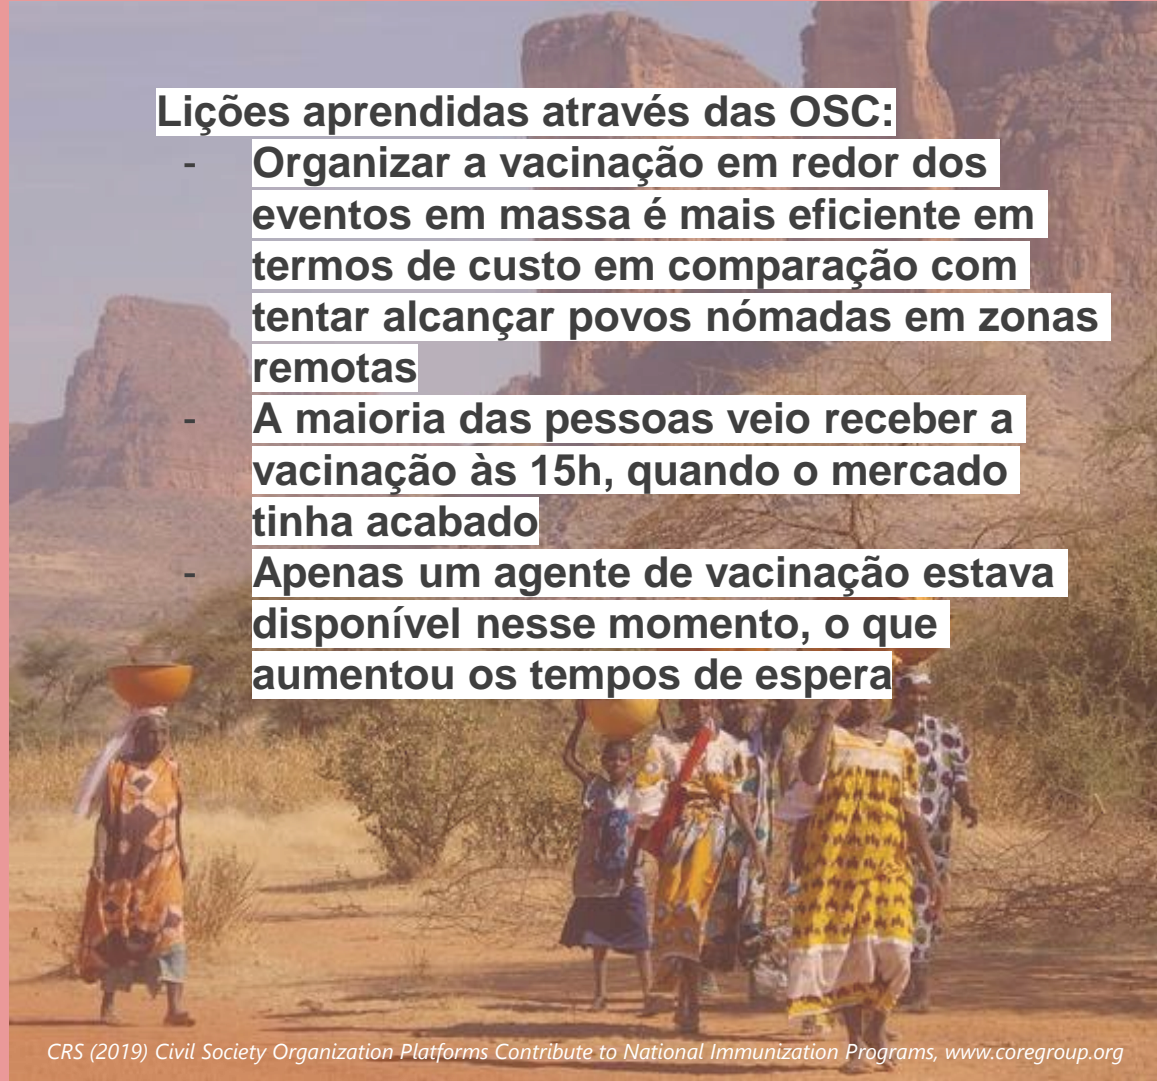 Lições aprendidas através das OSC:
- Organizar a vacinação em redor dos
eventos em massa é mais eficiente em
termos de custo em comparação com
tentar alcançar povos nómadas em zonas
remotas
- A maioria das pessoas veio receber a
vacinação às 15h, quando o mercado
tinha acabado
- Apenas um agente de vacinação estava
disponível nesse momento, o que
aumentou os tempos de espera
CRS (2019) Civil Society Organization Platforms Contribute to National Immunization Programs, www.coregroup.org